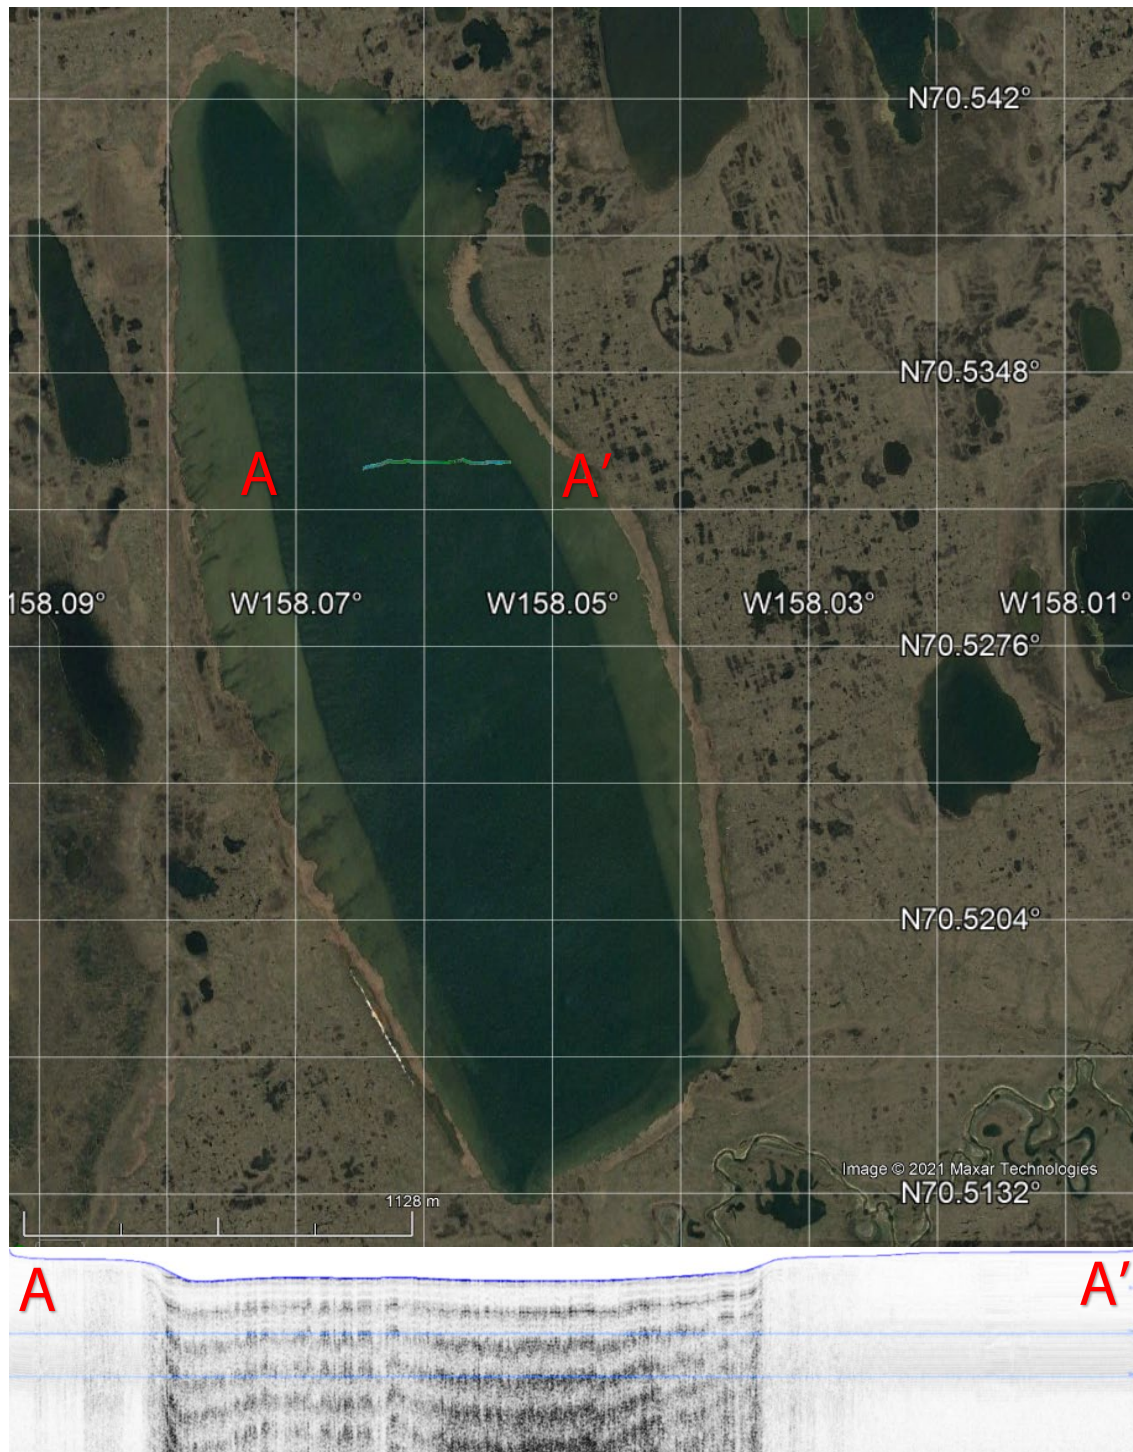 N70.542°
N70.5348°
A
A'
158.09°
W158.07°
W158.05°
W158.03°
W158.01°
N70.5276°
N70.5204°
Image © 2021 Maxar Technologies
N70.5132°
1128 m
A
A'